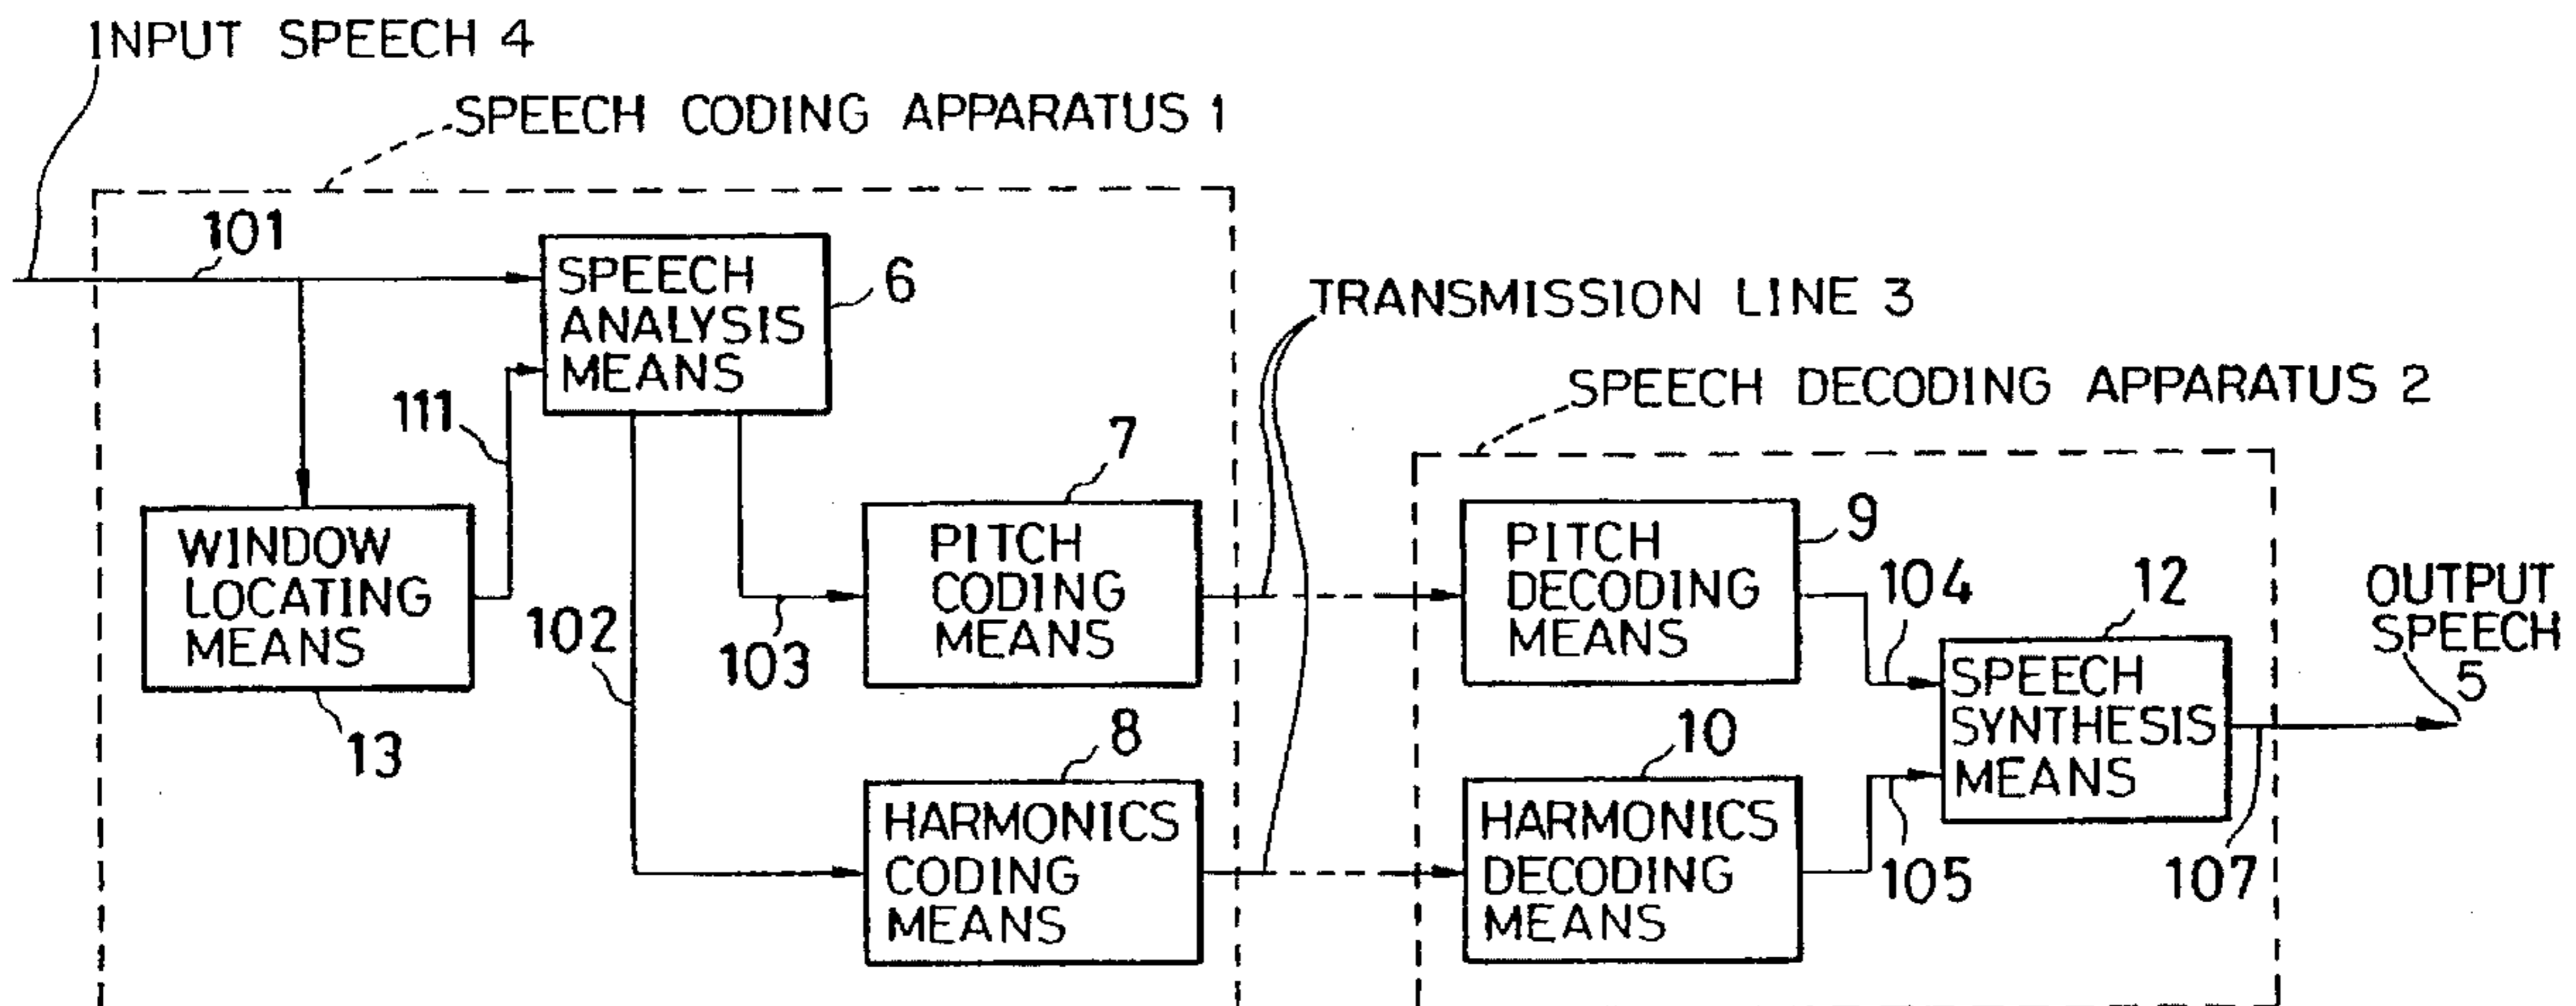 INPUT SPEECH 4
SPEECH CODING APPARATUS 1
101
SPEECH
ANALYSIS
MEANS
6
TRANSMISSION LINE 3
SPEECH DECODING APPARATUS 2
111
7
WINDOW
LOCATING
MEANS
13
102
103
PITCH
CODING
MEANS
8
HARMONICS
CODING
MEANS
PITCH
DECODING
MEANS
9
10
HARMONICS
DECODING
MEANS
104
105
12
SPEECH
SYNTHESIS
MEANS
107
OUTPUT
SPEECH
5